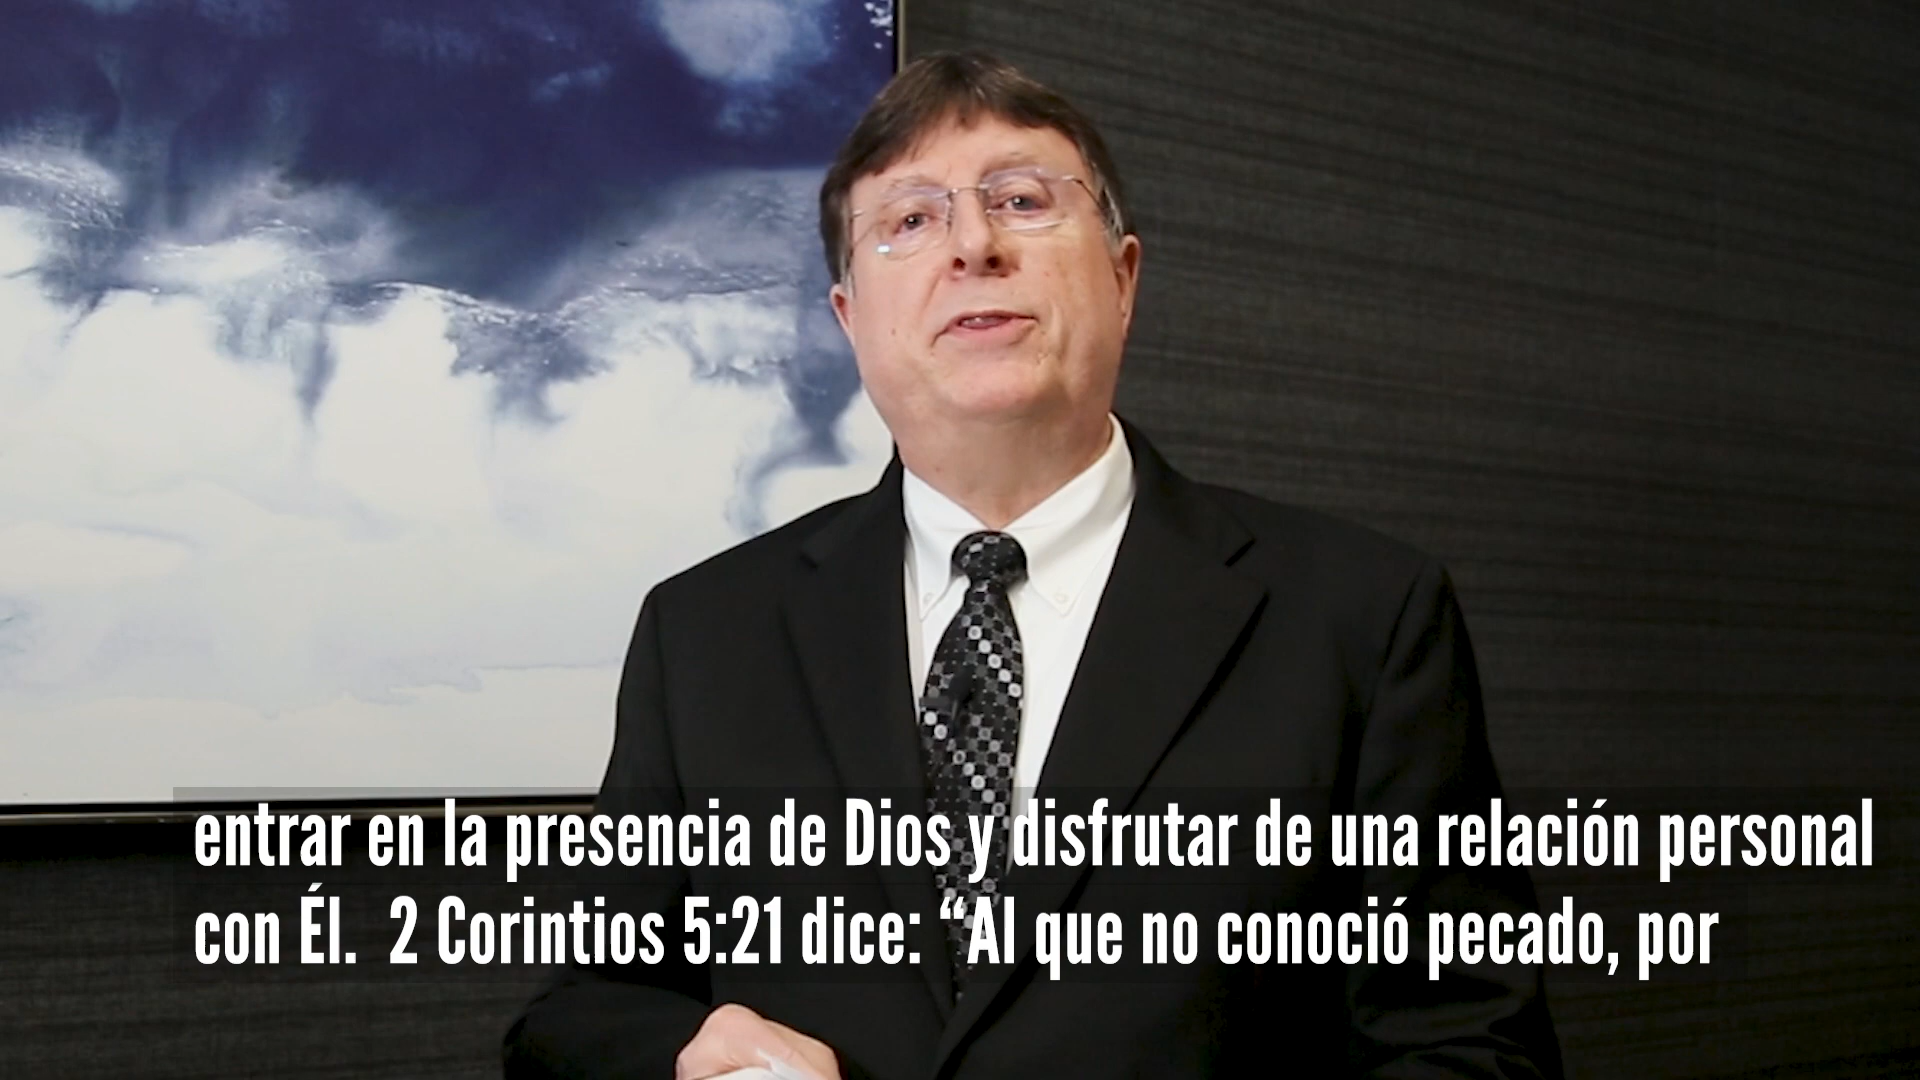 entrar en la presencia de Dios y disfrutar de una relación personal
con Él.  2 Corintios 5:21 dice: “Al que no conoció pecado, por